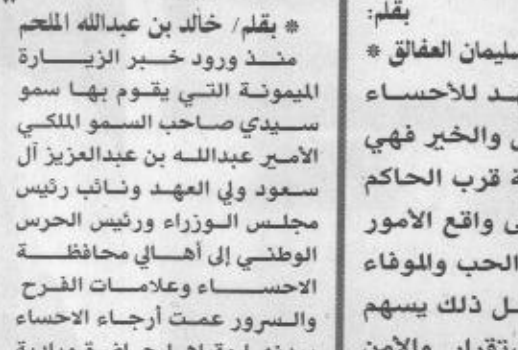 بقلم:
سليمان العفالق *
ـهد للأحساء
والخير فهي
ة قرب الحاكم
ى واقع الأمور
الحب والوفاء
ـل ذلك يسهم
والأمن
* بقلم/ خالد بن عبدالله الملحم
منذ ورود خبر الزيارة
الميمونة التي يقوم بها سمو
سيدي صاحب السمو الملكي
الأمير عبدالله بن عبدالعزيز آل
سعود ولي العهد ونائب رئيس
مجلس الوزراء ورئيس الحرس
الوطني إلى أهالي محافظة
الاحساء وعلامات الفرح
والسرور عمت أرجاء الاحساء